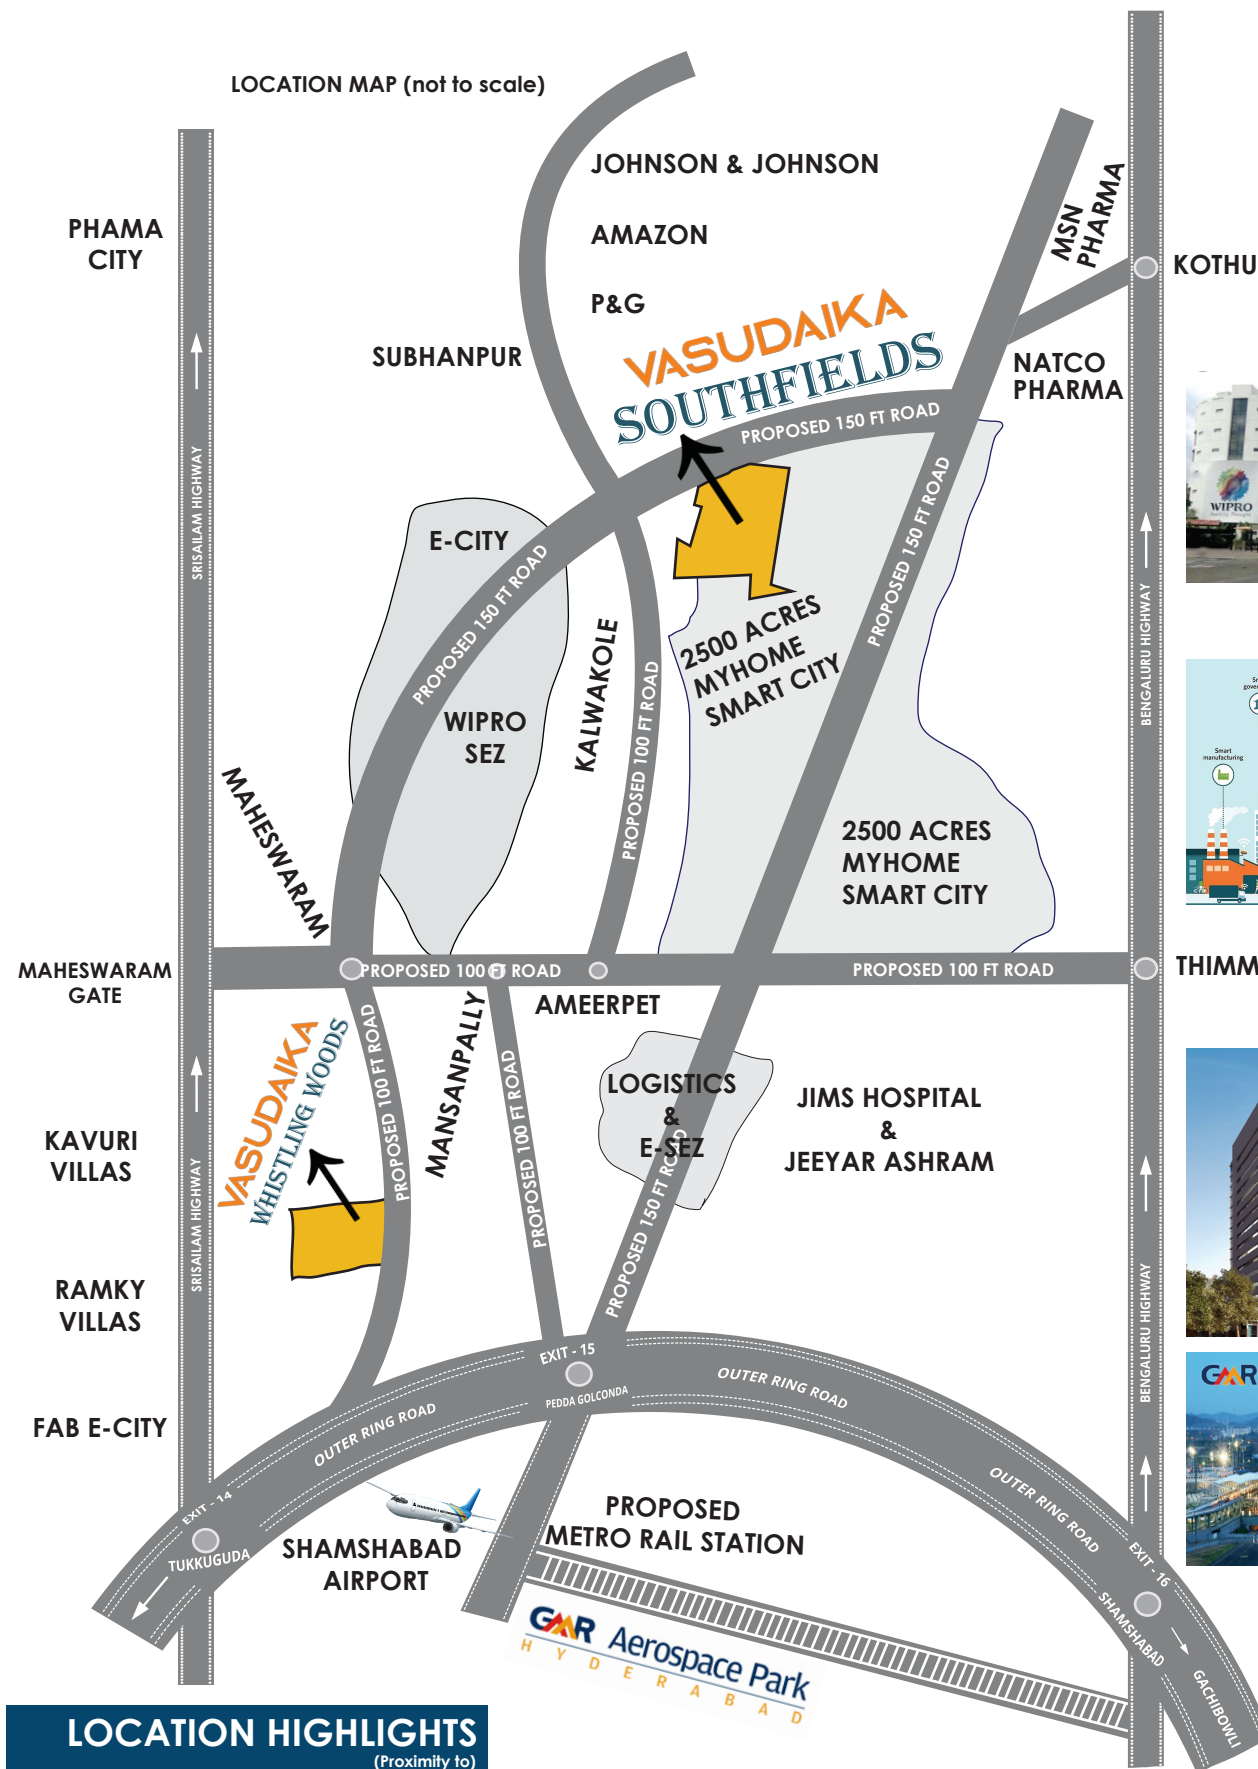 LOCATION MAP (not to scale)
JOHNSON & JOHNSON
AMAZON
P&G
PHAMA
CITY
MSN
PHARMA
KOTHU
SUBHANPUR
VASUDAIKA
SOUTHFIELDS
NATCO
PHARMA
PROPOSED 150 FT ROAD
SRISAILAM HIGHWAY
WIPRO
E-CITY
PROPOSED 150 FT ROAD
PROPOSED 150 FT ROAD
BENGALURU HIGHWAY
2500 ACRES
MYHOME
SMART CITY
KALWAKOLE
PROPOSED 100 FT ROAD
WIPRO
SEZ
Smart
manufacturing
MAHESWARAM
2500 ACRES
MYHOME
SMART CITY
MAHESWARAM
GATE
PROPOSED 100 FT ROAD
PROPOSED 100 FT ROAD
THIMM
AMEERPET
MANSANPALLY
PROPOSED 100 FT ROAD
PROPOSED 100 FT ROAD
VASUDAIKA
WHISTLING WOODS
LOGISTICS
&
E-SEZ
JIMS HOSPITAL
&
JEEYAR ASHRAM
KAVURI
VILLAS
SRISAILAM HIGHWAY
PROPOSED 150 FT ROAD
RAMKY
VILLAS
BENGALURU HIGHWAY
EXIT - 15
PEDDA GOLCONDA
OUTER RING ROAD
OUTER RING ROAD
GMR
FAB E-CITY
OUTER RING ROAD
EXIT - 14
TUKKUGUDA
SHAMSHABAD
AIRPORT
PROPOSED
METRO RAIL STATION
EXIT - 16
SHAMSHABAD
GACHIBOWLI
GMR Aerospace Park
HYDERABAD
LOCATION HIGHLIGHTS
(Proximity to)